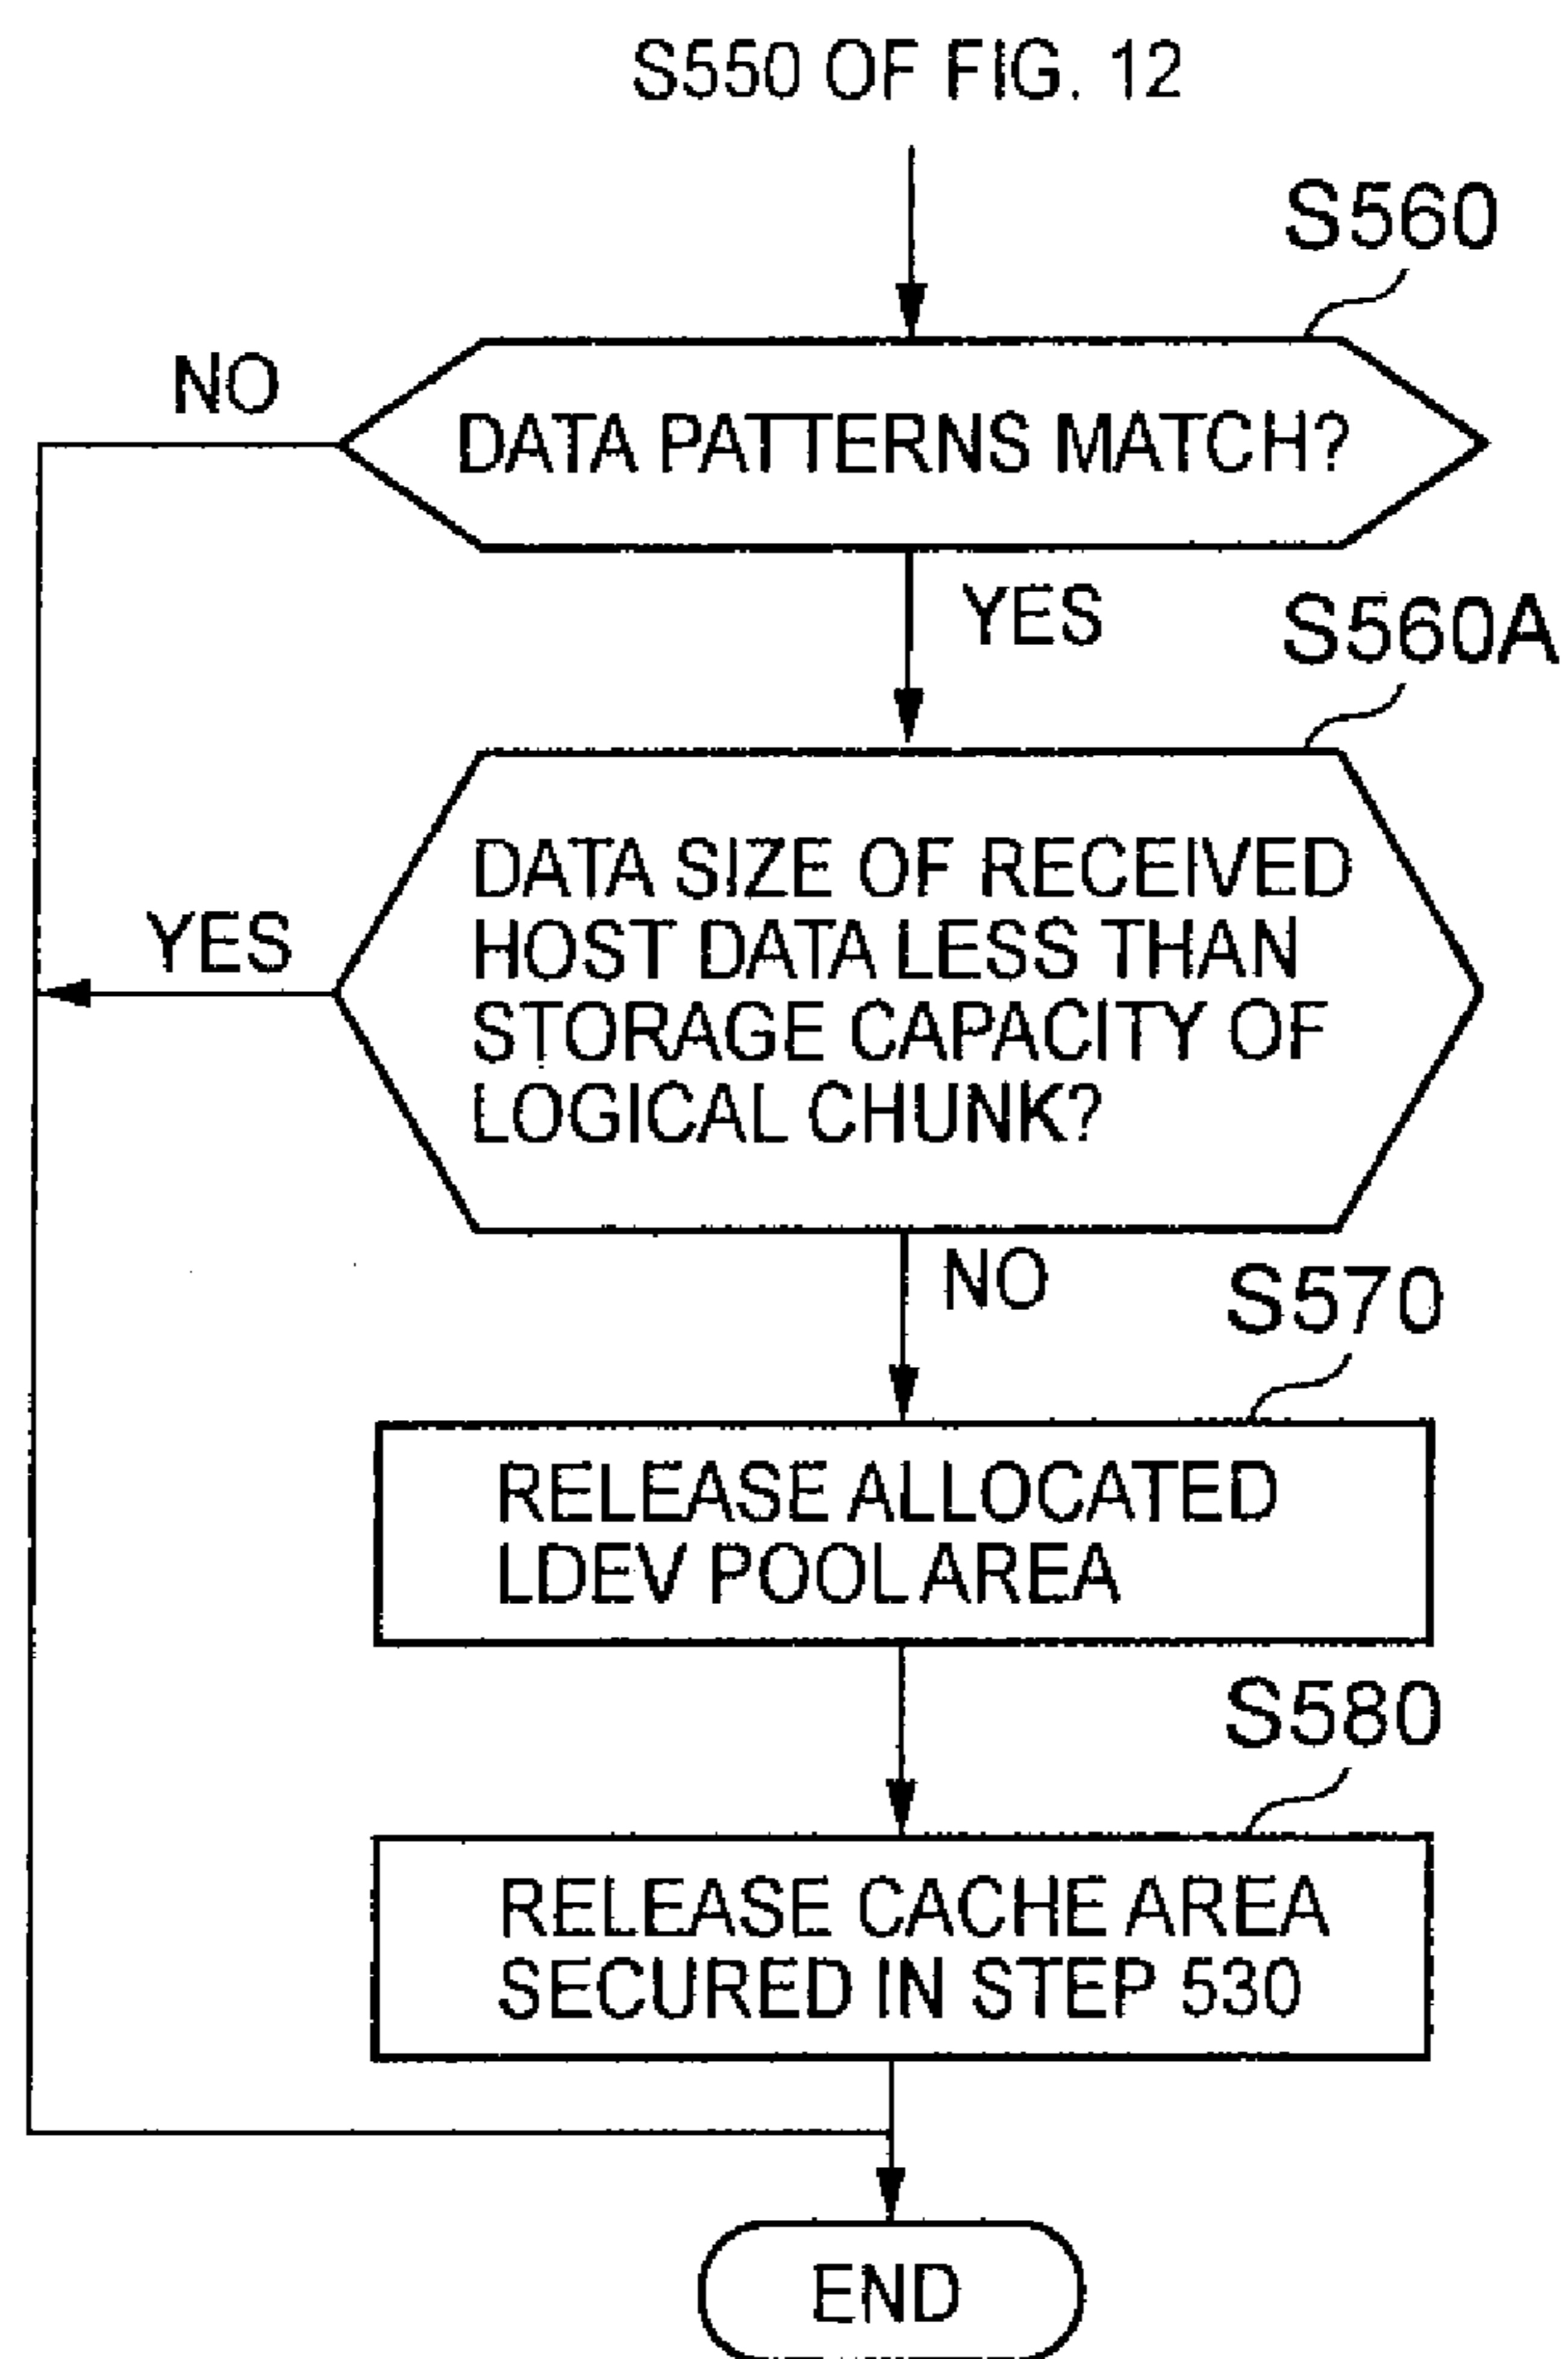 S550 OF FIG. 12
S560
NO
DATA PATTERNS MATCH?
YES
S560A
DATA SIZE OF RECEIVED
HOST DATA LESS THAN
STORAGE CAPACITY OF
LOGICAL CHUNK?
YES
NO
S570
RELEASE ALLOCATED
LDEV POOL AREA
S580
RELEASE CACHE AREA
SECURED IN STEP 530
END